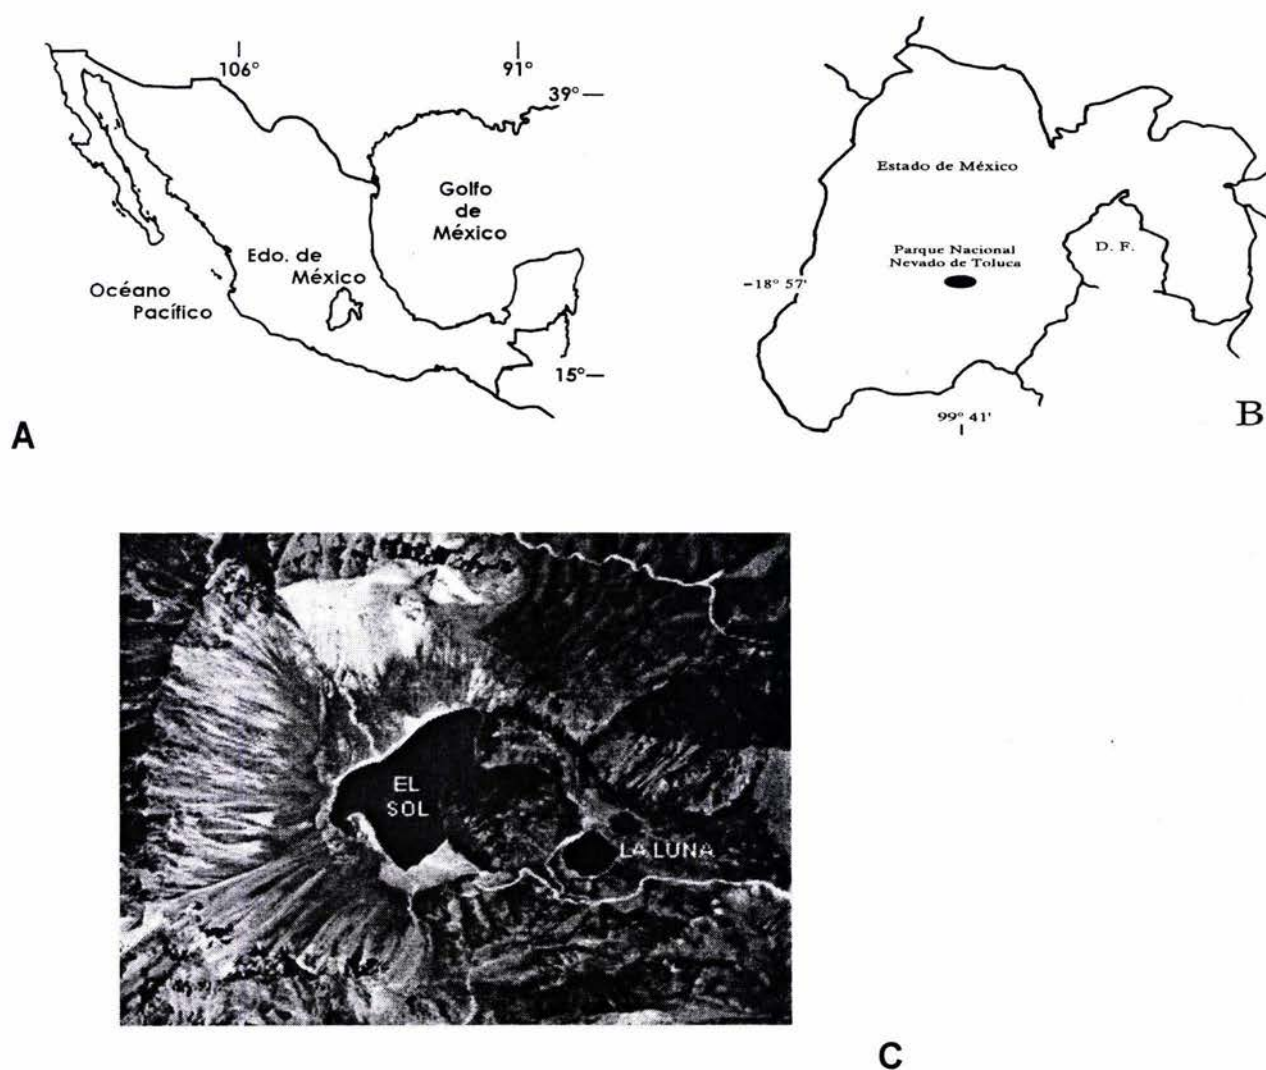 106°
91°
39°
Golfo
de
México
Edo. de
México
Océano
Pacífico
15°
A
Estado de México
Parque Nacional
Nevado de Toluca
D. F.
18° 57'
99° 41'
B
EL
SOL
LA LUNA
C